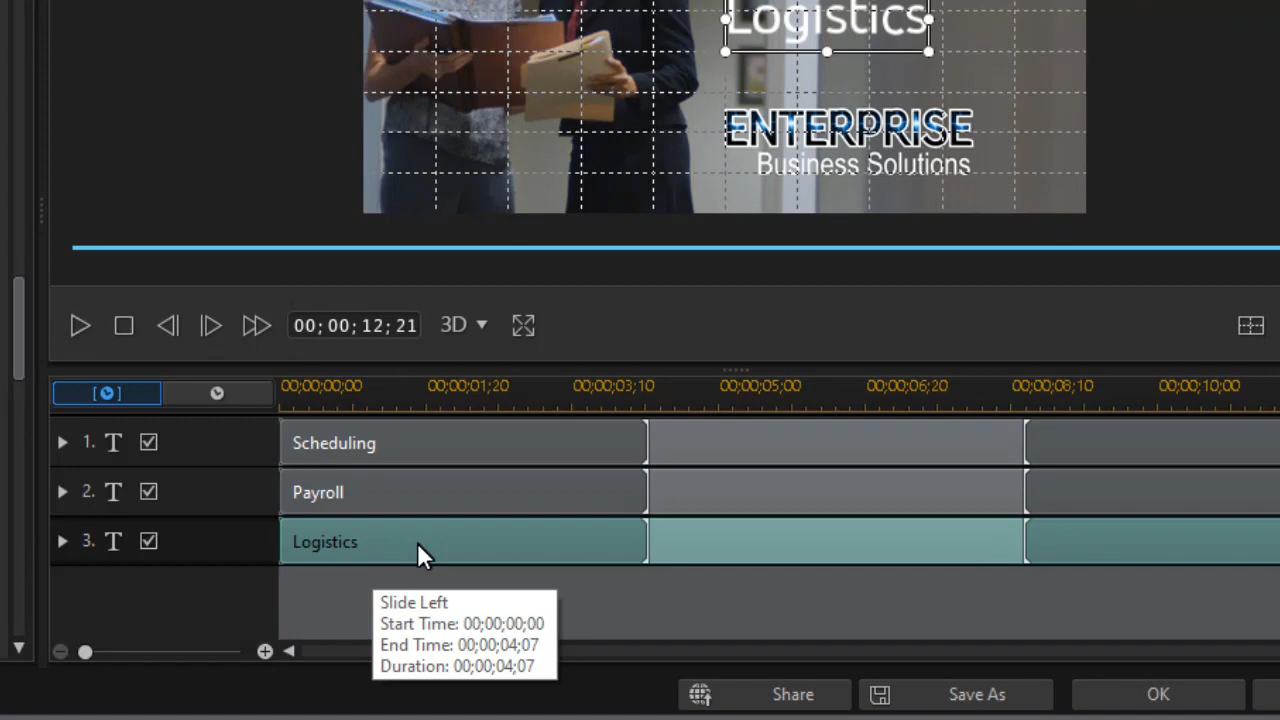 Logistics
ENTERPRISE
Business Solutions
00;00;12;21
3D
00;00;00;00 00;00;01;20 00;00;03;10 00;00;05;00 00;00;06;20 00;00;08;10 00;00;10;00
1. T Scheduling
2. T Payroll
3. T Logistics
Slide Left
Start Time: 00;00;00;00
End Time: 00;00;04;07
Duration: 00;00;04;07
Share Save As OK